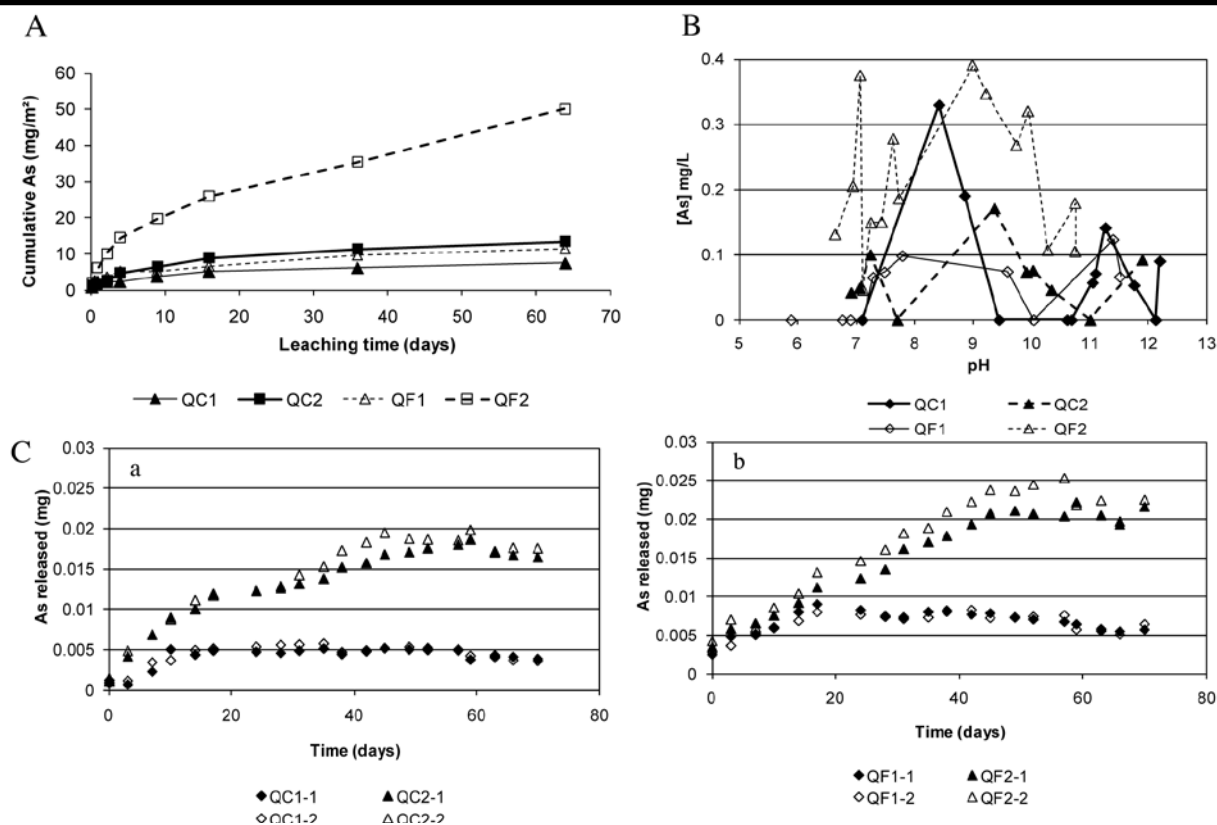 A
60
50
40
30
20
10
0
Cumulative As (mg/m²)
0 10 20 30 40 50 60 70
Leaching time (days)
QC1 QC2 QF1 QF2
B
0.4
0.3
0.2
0.1
0
[As] mg/L
5 6 7 8 9 10 11 12 13
pH
QC1 QC2
QF1 QF2
C
a
0.03
0.025
0.02
0.015
0.01
0.005
0
As released (mg)
0 20 40 60 80
Time (days)
QC1-1 QC2-1
QC1-2 QC2-2
b
0.03
0.025
0.02
0.015
0.01
0.005
0
As released (mg)
0 20 40 60 80
Time (days)
QF1-1 QF2-1
QF1-2 QF2-2